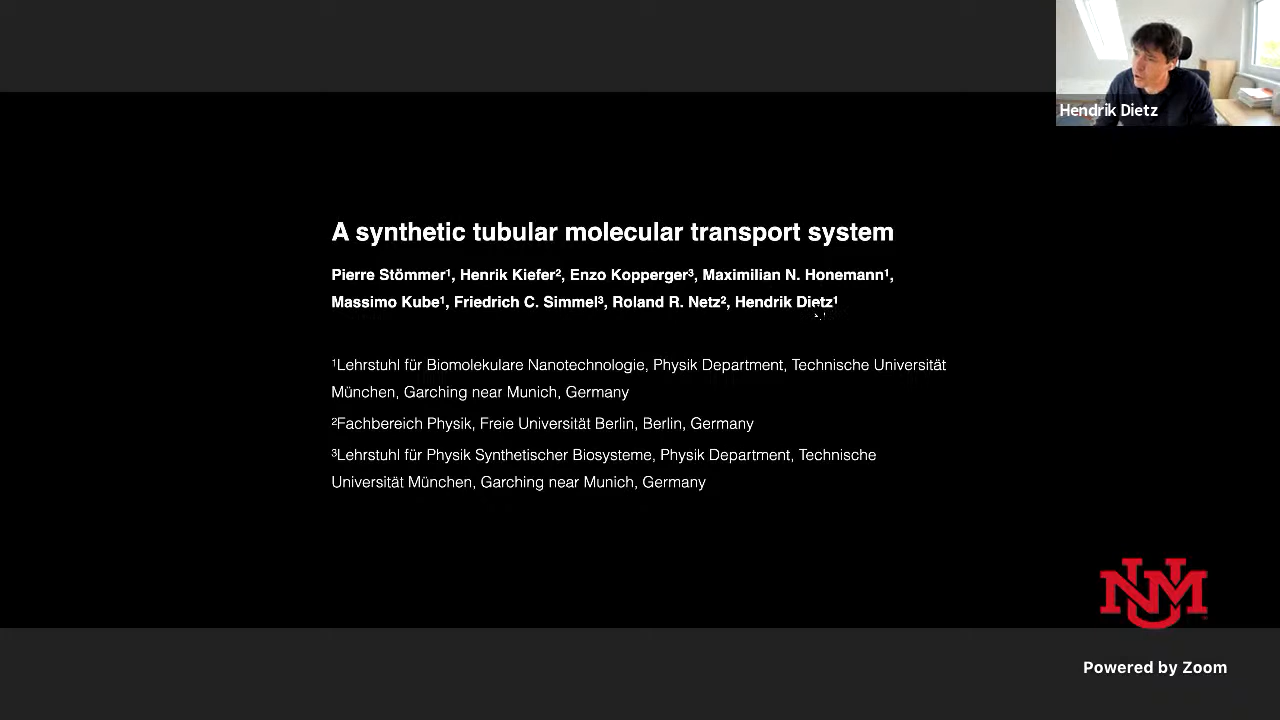 Hendrik Dietz
A synthetic tubular molecular transport system
Pierre Stömmer¹, Henrik Kiefer², Enzo Kopperger³, Maximilian N. Honemann¹,
Massimo Kube¹, Friedrich C. Simmel³, Roland R. Netz², Hendrik Dietz¹
¹Lehrstuhl für Biomolekulare Nanotechnologie, Physik Department, Technische Universität
München, Garching near Munich, Germany
²Fachbereich Physik, Freie Universität Berlin, Berlin, Germany
³Lehrstuhl für Physik Synthetischer Biosysteme, Physik Department, Technische
Universität München, Garching near Munich, Germany
NUM
Powered by Zoom